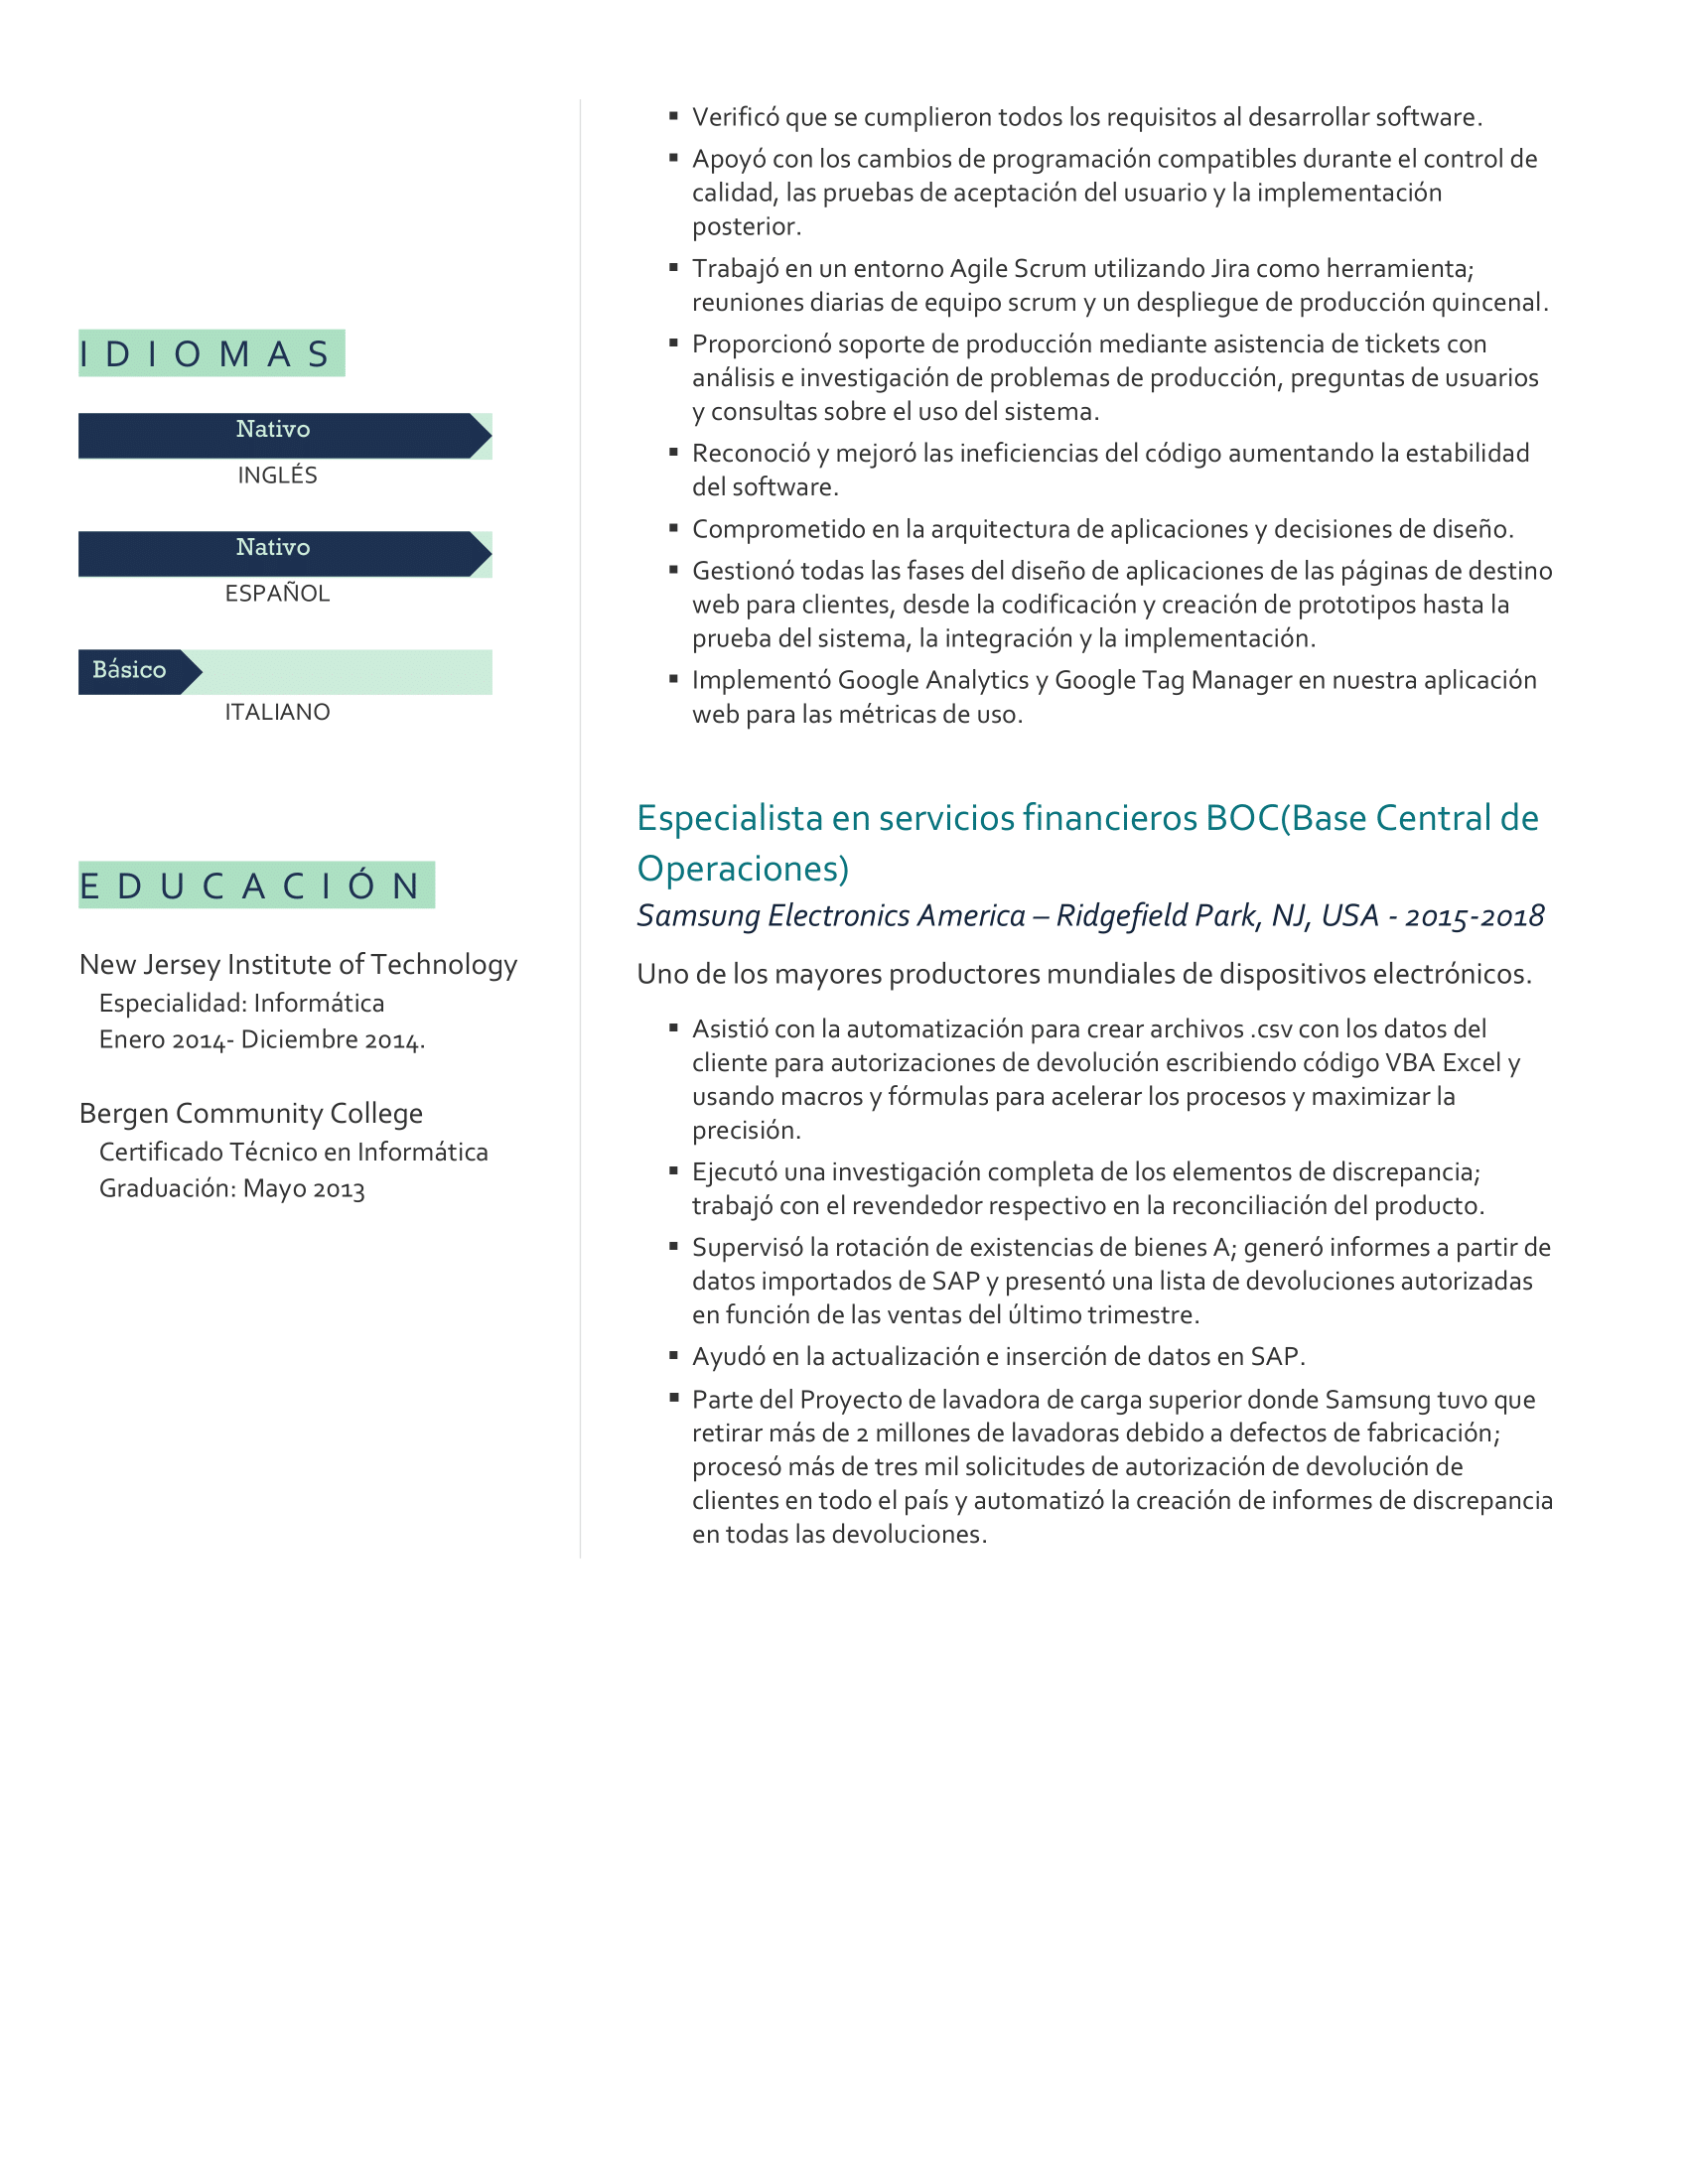 IDIOMAS
Nativo
INGLÉS
Nativo
ESPAÑOL
Básico
ITALIANO
EDUCACIÓN
New Jersey Institute of Technology
Especialidad: Informática
Enero 2014- Diciembre 2014.
Bergen Community College
Certificado Técnico en Informática
Graduación: Mayo 2013
▪ Verificó que se cumplieron todos los requisitos al desarrollar software.
▪ Apoyó con los cambios de programación compatibles durante el control de
calidad, las pruebas de aceptación del usuario y la implementación
posterior.
▪ Trabajó en un entorno Agile Scrum utilizando Jira como herramienta;
reuniones diarias de equipo scrum y un despliegue de producción quincenal.
▪ Proporcionó soporte de producción mediante asistencia de tickets con
análisis e investigación de problemas de producción, preguntas de usuarios
y consultas sobre el uso del sistema.
▪ Reconoció y mejoró las ineficiencias del código aumentando la estabilidad
del software.
▪ Comprometido en la arquitectura de aplicaciones y decisiones de diseño.
▪ Gestionó todas las fases del diseño de aplicaciones de las páginas de destino
web para clientes, desde la codificación y creación de prototipos hasta la
prueba del sistema, la integración y la implementación.
▪ Implementó Google Analytics y Google Tag Manager en nuestra aplicación
web para las métricas de uso.
Especialista en servicios financieros BOC(Base Central de
Operaciones)
Samsung Electronics America – Ridgefield Park, NJ, USA - 2015-2018
Uno de los mayores productores mundiales de dispositivos electrónicos.
▪ Asistió con la automatización para crear archivos .csv con los datos del
cliente para autorizaciones de devolución escribiendo código VBA Excel y
usando macros y fórmulas para acelerar los procesos y maximizar la
precisión.
▪ Ejecutó una investigación completa de los elementos de discrepancia;
trabajó con el revendedor respectivo en la reconciliación del producto.
▪ Supervisó la rotación de existencias de bienes A; generó informes a partir de
datos importados de SAP y presentó una lista de devoluciones autorizadas
en función de las ventas del último trimestre.
▪ Ayudó en la actualización e inserción de datos en SAP.
▪ Parte del Proyecto de lavadora de carga superior donde Samsung tuvo que
retirar más de 2 millones de lavadoras debido a defectos de fabricación;
procesó más de tres mil solicitudes de autorización de devolución de
clientes en todo el país y automatizó la creación de informes de discrepancia
en todas las devoluciones.